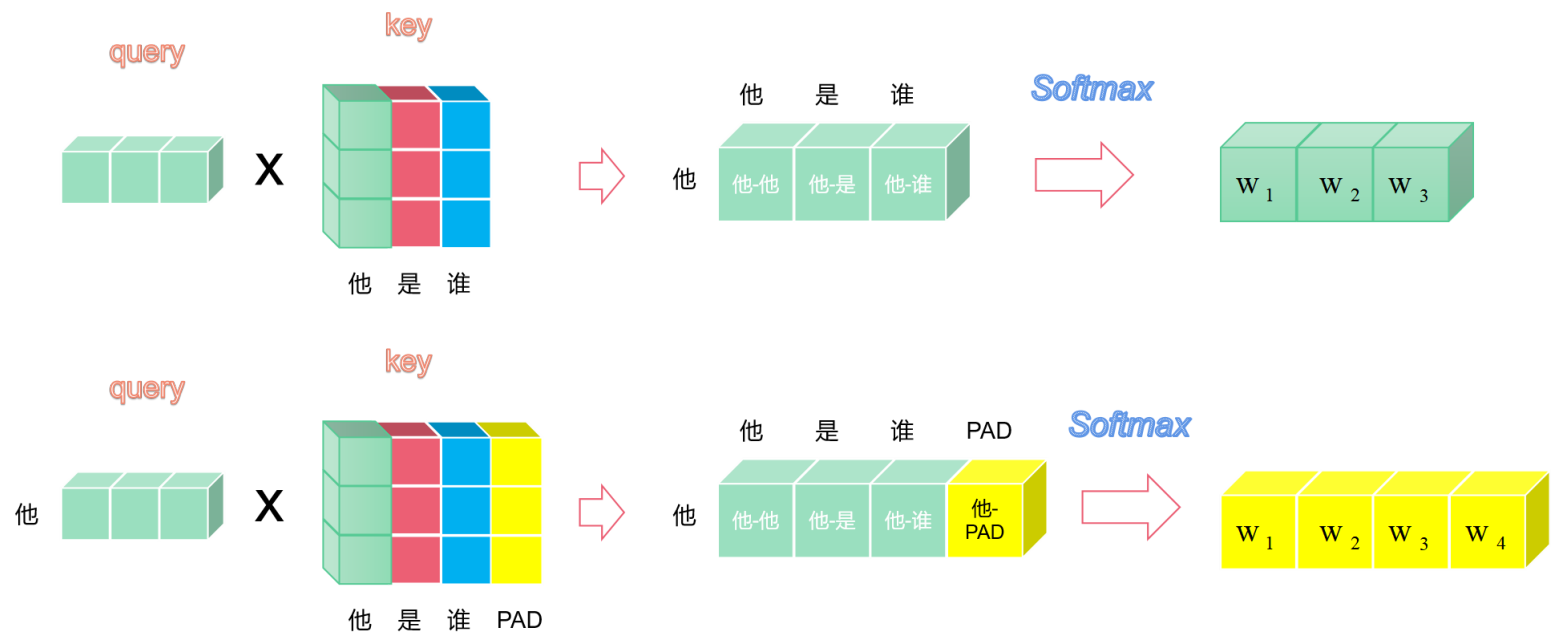 key
query
他 是 谁
Softmax
X
他
他-他 他-是 他-谁
W 1 W 2 W 3
他 是 谁
key
query
他 是 谁 PAD
Softmax
他
X
他
他-他 他-是 他-谁 他-
PAD
W 1 W 2 W 3 W 4
他 是 谁 PAD